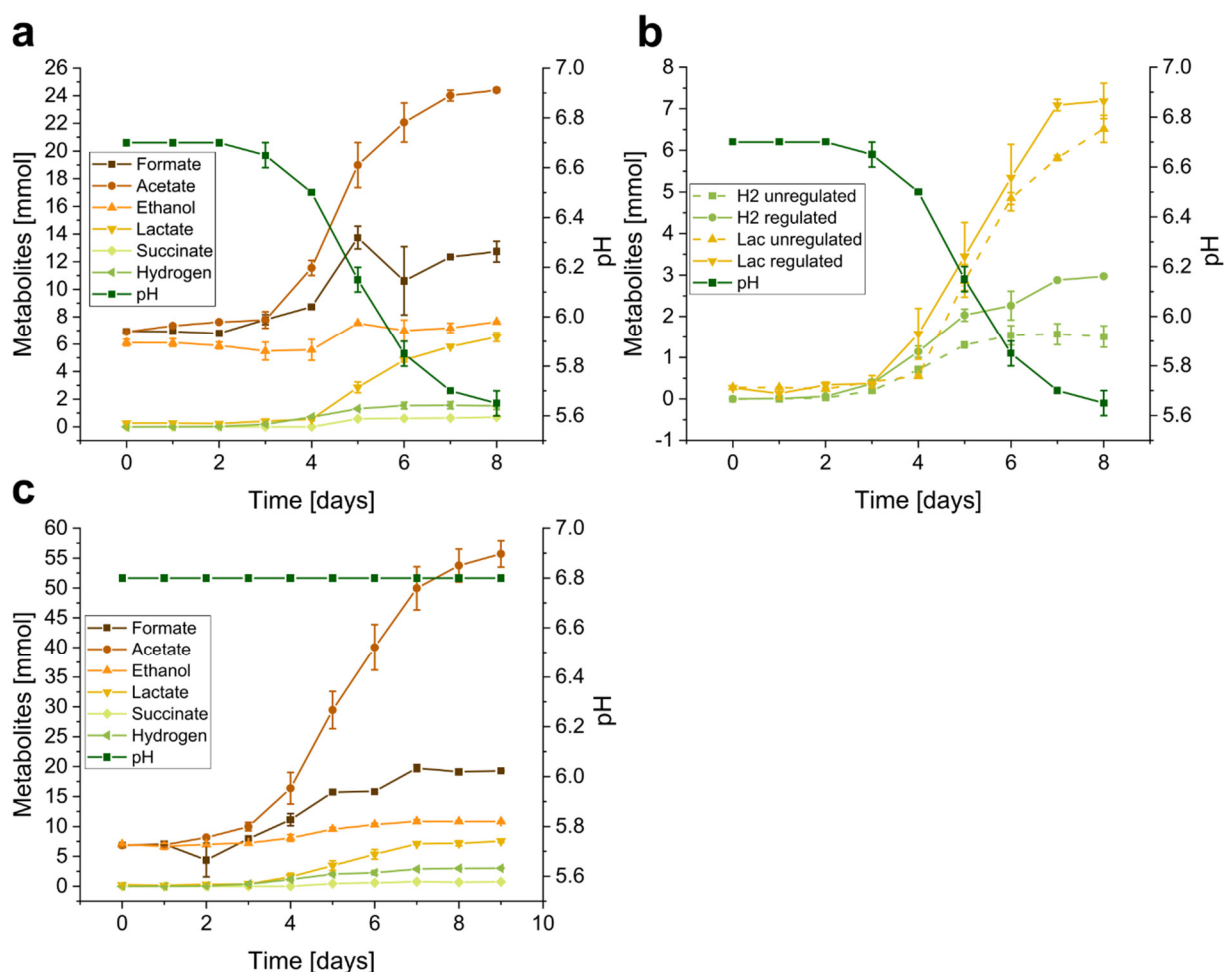 a
26
24
22
20
18
16
14
12
10
8
6
4
2
0
Metabolites [mmol]
Formate
Acetate
Ethanol
Lactate
Succinate
Hydrogen
pH
7.0
6.8
6.6
6.4
6.2
6.0
5.8
5.6
pH
0 2 4 6 8
Time [days]
b
8
7
6
5
4
3
2
1
0
-1
Metabolites [mmol]
H2 unregulated
H2 regulated
Lac unregulated
Lac regulated
pH
7.0
6.8
6.6
6.4
6.2
6.0
5.8
5.6
pH
0 2 4 6 8
Time [days]
c
60
55
50
45
40
35
30
25
20
15
10
5
0
Metabolites [mmol]
Formate
Acetate
Ethanol
Lactate
Succinate
Hydrogen
pH
7.0
6.8
6.6
6.4
6.2
6.0
5.8
5.6
pH
0 2 4 6 8 10
Time [days]